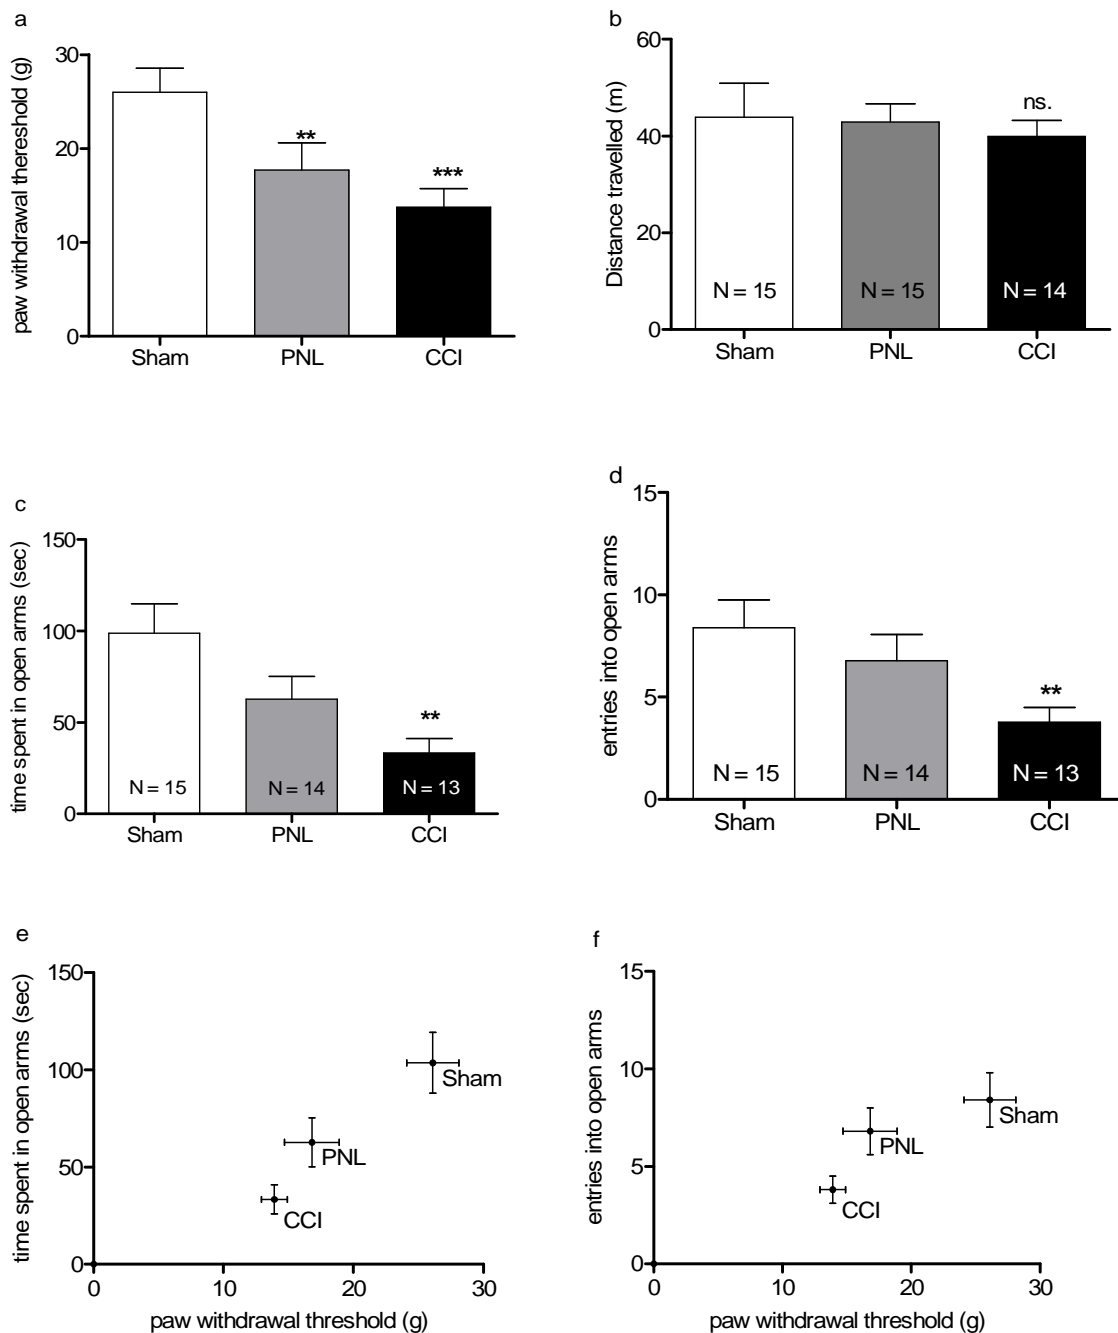 a
paw withdrawal thereshold (g)
30
20
10
0
**
***
Sham
PNL
CCI
b
Distance travelled (m)
60
40
20
0
ns.
N = 15
N = 15
N = 14
Sham
PNL
CCI
c
time spent in open arms (sec)
150
100
50
0
**
N = 15
N = 14
N = 13
Sham
PNL
CCI
d
entries into open arms
15
10
5
0
**
N = 15
N = 14
N = 13
Sham
PNL
CCI
e
time spent in open arms (sec)
150
100
50
0
Sham
PNL
CCI
0
10
20
30
paw withdrawal threshold (g)
f
entries into open arms
15
10
5
0
Sham
PNL
CCI
0
10
20
30
paw withdrawal threshold (g)